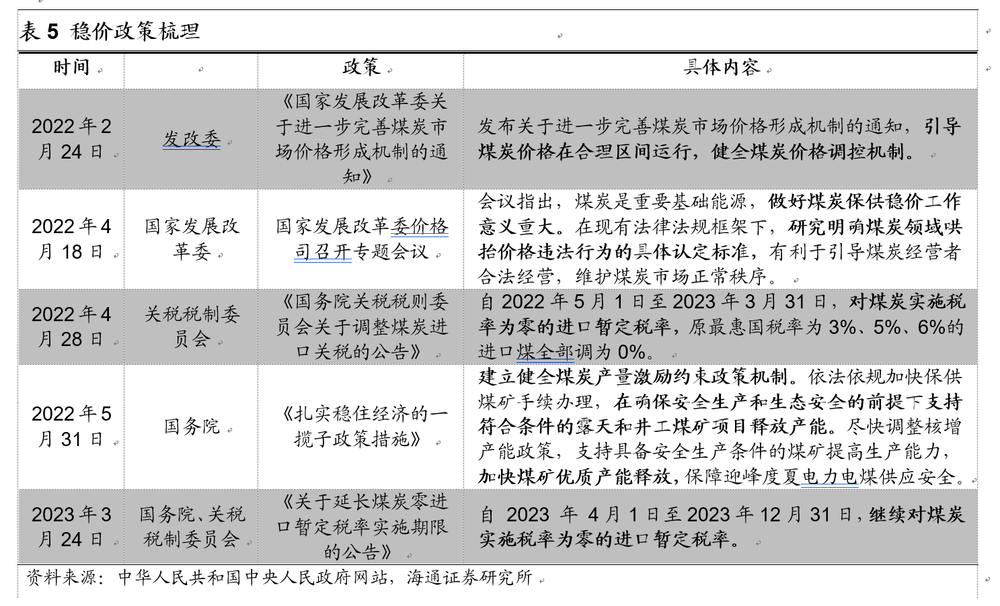 表 5 稳价政策梳理
时间
政策
具体内容
2022 年 2
月 24 日
发改委
《国家发展改革委关
于进一步完善煤炭市
场价格形成机制的通
知》
发布关于进一步完善煤炭市场价格形成机制的通知，引导
煤炭价格在合理区间运行，健全煤炭价格调控机制。
2022 年 4
月 18 日
国家发展改
革委
国家发展改革委价格
司召开专题会议
会议指出，煤炭是重要基础能源，做好煤炭保供稳价工作
意义重大。在现有法律法规框架下，研究明确煤炭领域哄
抬价格违法行为的具体认定标准，有利于引导煤炭经营者
合法经营，维护煤炭市场正常秩序。
2022 年 4
月 28 日
关税税制委
员会
《国务院关税税则委
员会关于调整煤炭进
口关税的公告》
自 2022 年 5 月 1 日至 2023 年 3 月 31 日，对煤炭实施税
率为零的进口暂定税率，原最惠国税率为 3%、5%、6%的
进口煤全部调为 0%。
2022 年 5
月 31 日
国务院
《扎实稳住经济的一
揽子政策措施》
建立健全煤炭产量激励约束政策机制。依法依规加快保供
煤矿手续办理，在确保安全生产和生态安全的前提下支持
符合条件的露天和井工煤矿项目释放产能。尽快调整核增
产能政策，支持具备安全生产条件的煤矿提高生产能力，
加快煤矿优质产能释放，保障迎峰度夏电力电煤供应安全。
2023 年 3
月 24 日
国务院、关税
税制委员会
《关于延长煤炭零进
口暂定税率实施期限
的公告》
自 2023 年 4 月 1 日至 2023 年 12 月 31 日，继续对煤炭
实施税率为零的进口暂定税率。
资料来源：中华人民共和国中央人民政府网站，海通证券研究所